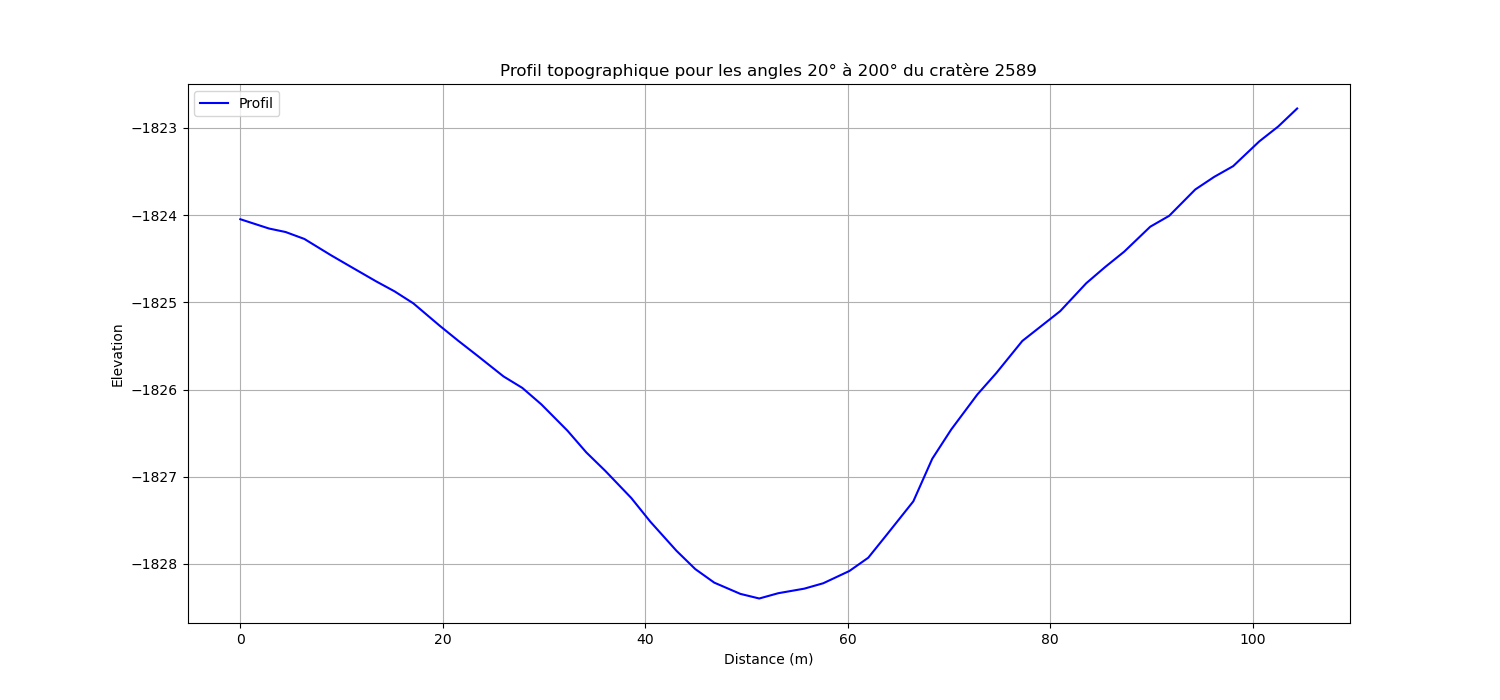 Profil topographique pour les angles 20° à 200° du cratère 2589
Profil
−1823
−1824
−1825
−1826
−1827
−1828
Elevation
0 20 40 60 80 100
Distance (m)